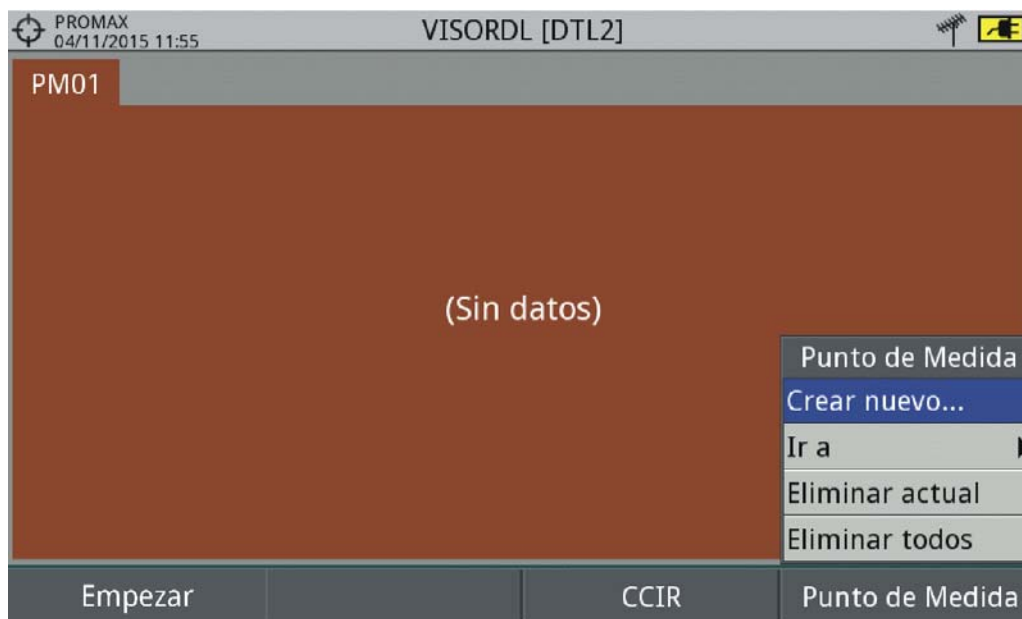 PROMAX
04/11/2015 11:55
VISORDL [DTL2]
PM01
(Sin datos)
Punto de Medida
Crear nuevo...
Ir a
Eliminar actual
Eliminar todos
Empezar
CCIR
Punto de Medida